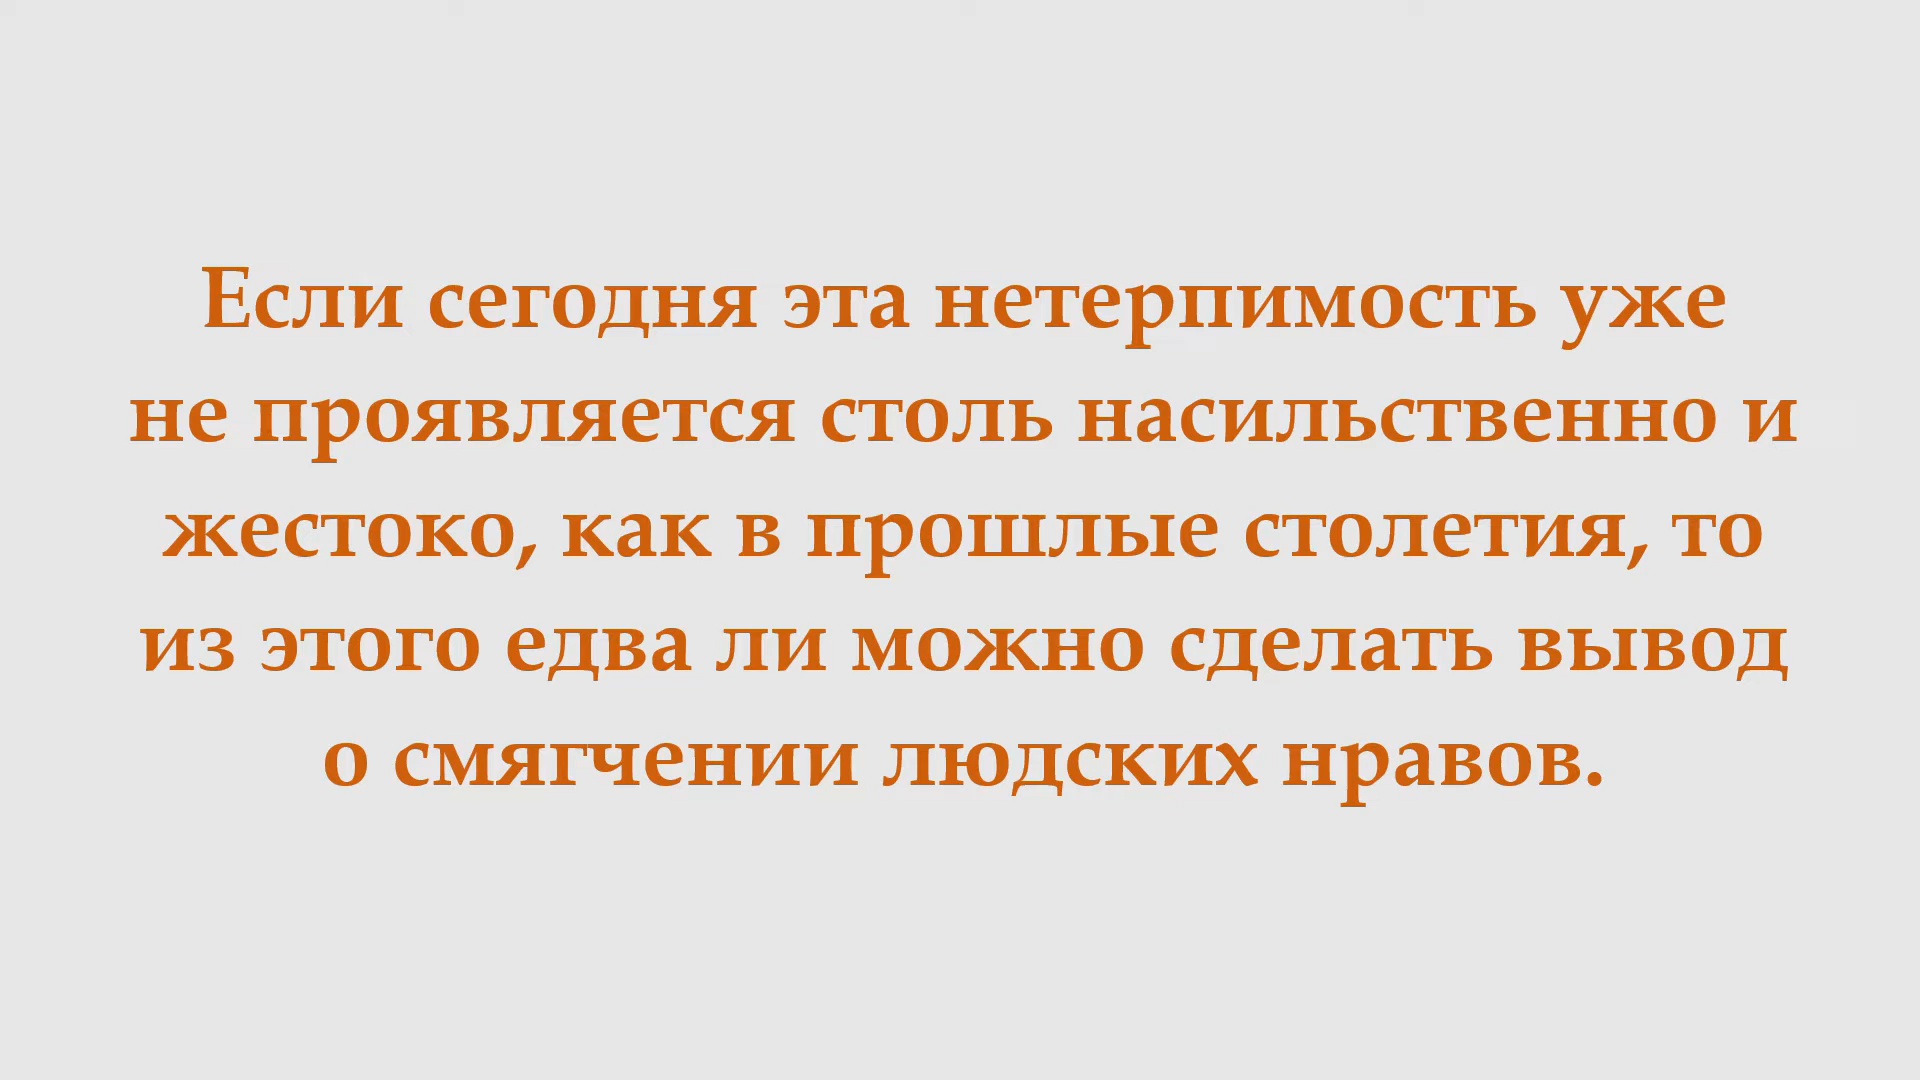 Если сегодня эта нетерпимость уже
не проявляется столь насильственно и
жестоко, как в прошлые столетия, то
из этого едва ли можно сделать вывод
о смягчении людских нравов.